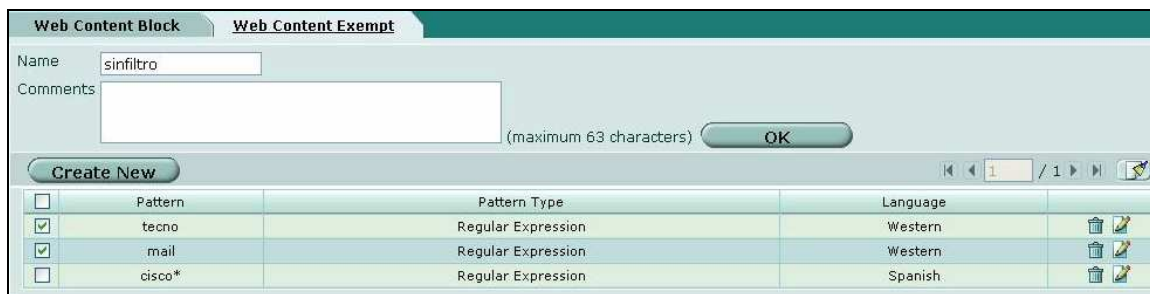 Web Content Block Web Content Exempt
Name sinfiltro
Comments
(maximum 63 characters) OK
Create New 1 / 1
Pattern Pattern Type Language
tecno Regular Expression Western
mail Regular Expression Western
cisco* Regular Expression Spanish